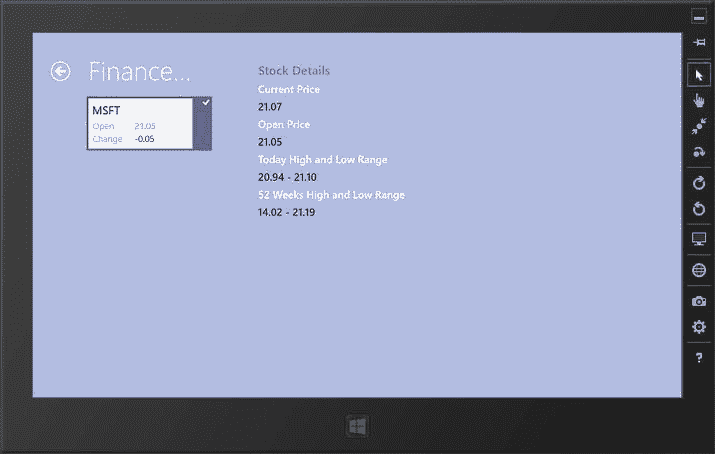 Finance...
MSFT
Open 21.05
Change -0.05
Stock Details
Current Price
21.07
Open Price
21.05
Today High and Low Range
20.94 - 21.10
52 Weeks High and Low Range
14.02 - 21.19
?